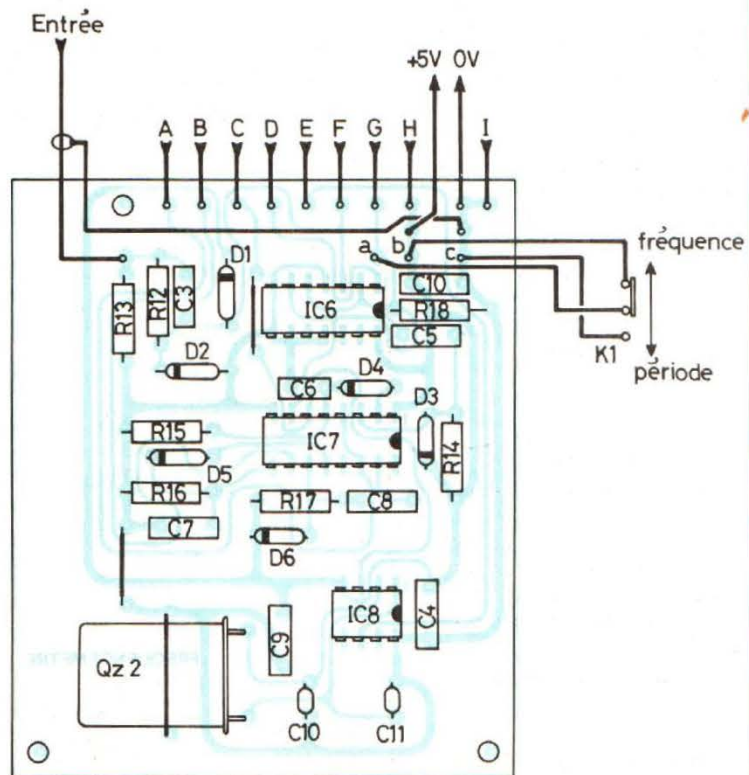 Entrée
+5V 0V
A B C D E F G H I
a b c
fréquence
K1
période
D1
C10
R13 R12 C3 IC6 R18
C5
D2
C6 D4
D3
R15 IC7 R14
D5
R16 R17 C8
C7
D6
IC8 C4
C9
Qz 2
C10 C11